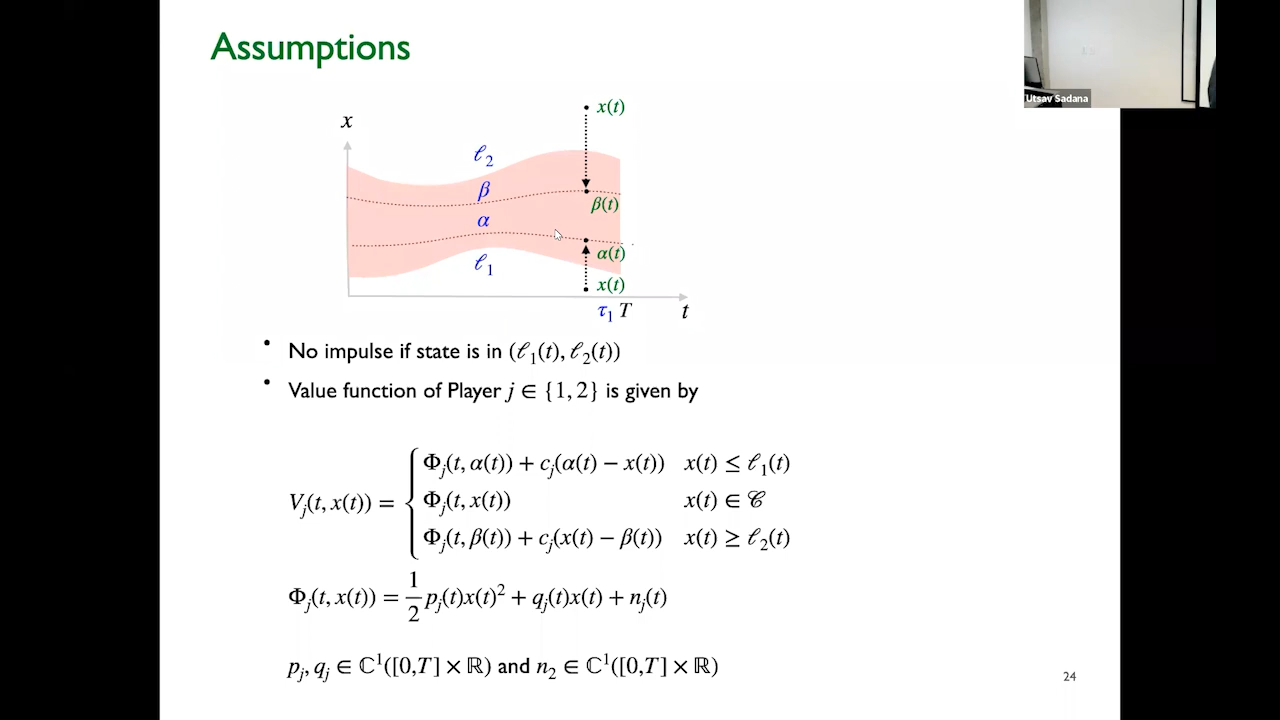 Assumptions
Utsav Sadana
x
x(t)
ℓ₂
β
β(t)
α
α(t)
ℓ₁
x(t)
τ₁ T
t
• No impulse if state is in (ℓ₁(t), ℓ₂(t))
• Value function of Player j ∈ {1, 2} is given by
Φⱼ(t, α(t)) + cⱼ(α(t) − x(t)) x(t) ≤ ℓ₁(t)
Vⱼ(t, x(t)) = { Φⱼ(t, x(t)) x(t) ∈ 𝒞
Φⱼ(t, β(t)) + cⱼ(x(t) − β(t)) x(t) ≥ ℓ₂(t)
Φⱼ(t, x(t)) = 1/2 pⱼ(t)x(t)² + qⱼ(t)x(t) + nⱼ(t)
pⱼ, qⱼ ∈ ℂ¹([0,T] × ℝ) and n₂ ∈ ℂ¹([0,T] × ℝ)
24